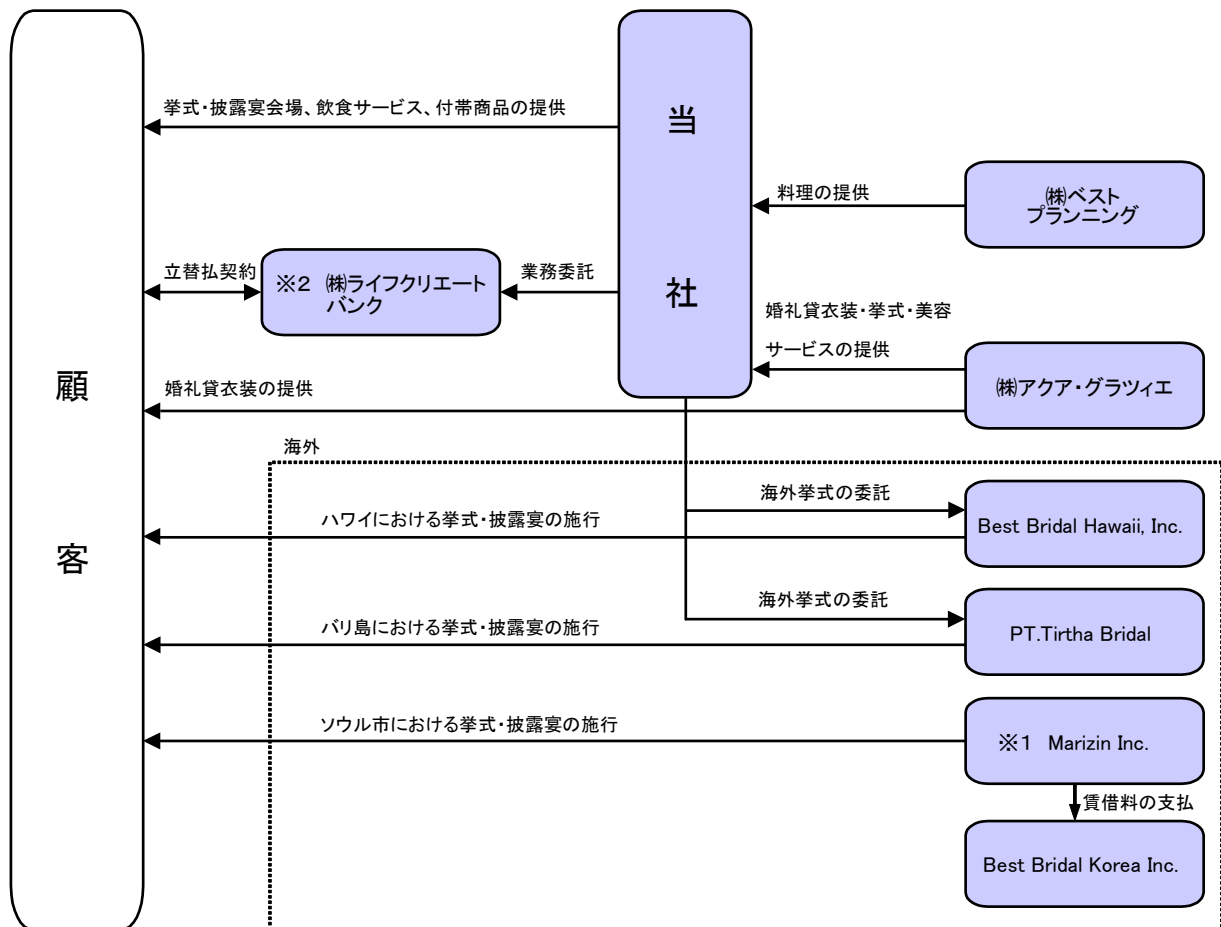 挙式・披露宴会場、飲食サービス、付帯商品の提供
当
社
料理の提供
㈱ベスト
プランニング
立替払契約
※2 ㈱ライフクリエート
バンク
業務委託
婚礼貸衣装・挙式・美容
サービスの提供
㈱アクア・グラツィエ
顧
客
婚礼貸衣装の提供
海外
海外挙式の委託
ハワイにおける挙式・披露宴の施行
Best Bridal Hawaii, Inc.
海外挙式の委託
バリ島における挙式・披露宴の施行
PT.Tirtha Bridal
ソウル市における挙式・披露宴の施行
※1 Marizin Inc.
賃借料の支払
Best Bridal Korea Inc.